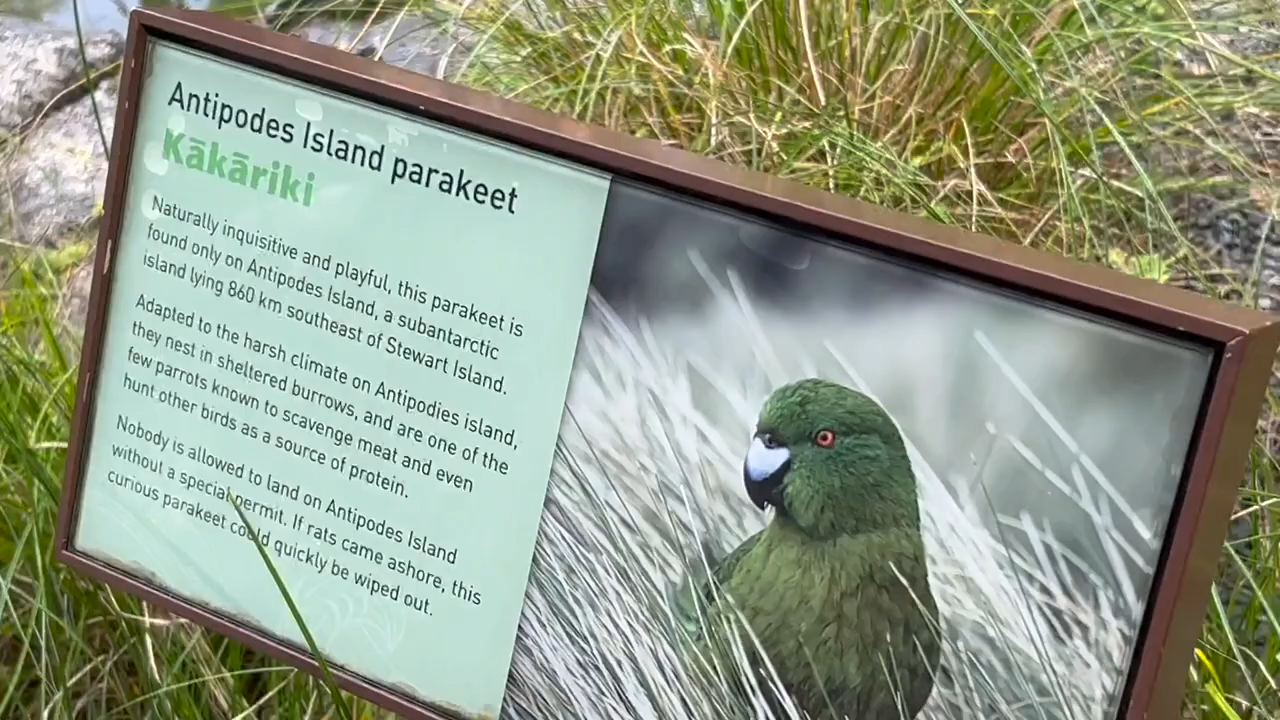 Antipodes Island parakeet
Kākāriki
Naturally inquisitive and playful, this parakeet is
found only on Antipodes Island, a subantarctic
island lying 860 km southeast of Stewart Island.
Adapted to the harsh climate on Antipodies island,
they nest in sheltered burrows, and are one of the
few parrots known to scavenge meat and even
hunt other birds as a source of protein.
Nobody is allowed to land on Antipodes Island
without a special permit. If rats came ashore, this
curious parakeet could quickly be wiped out.